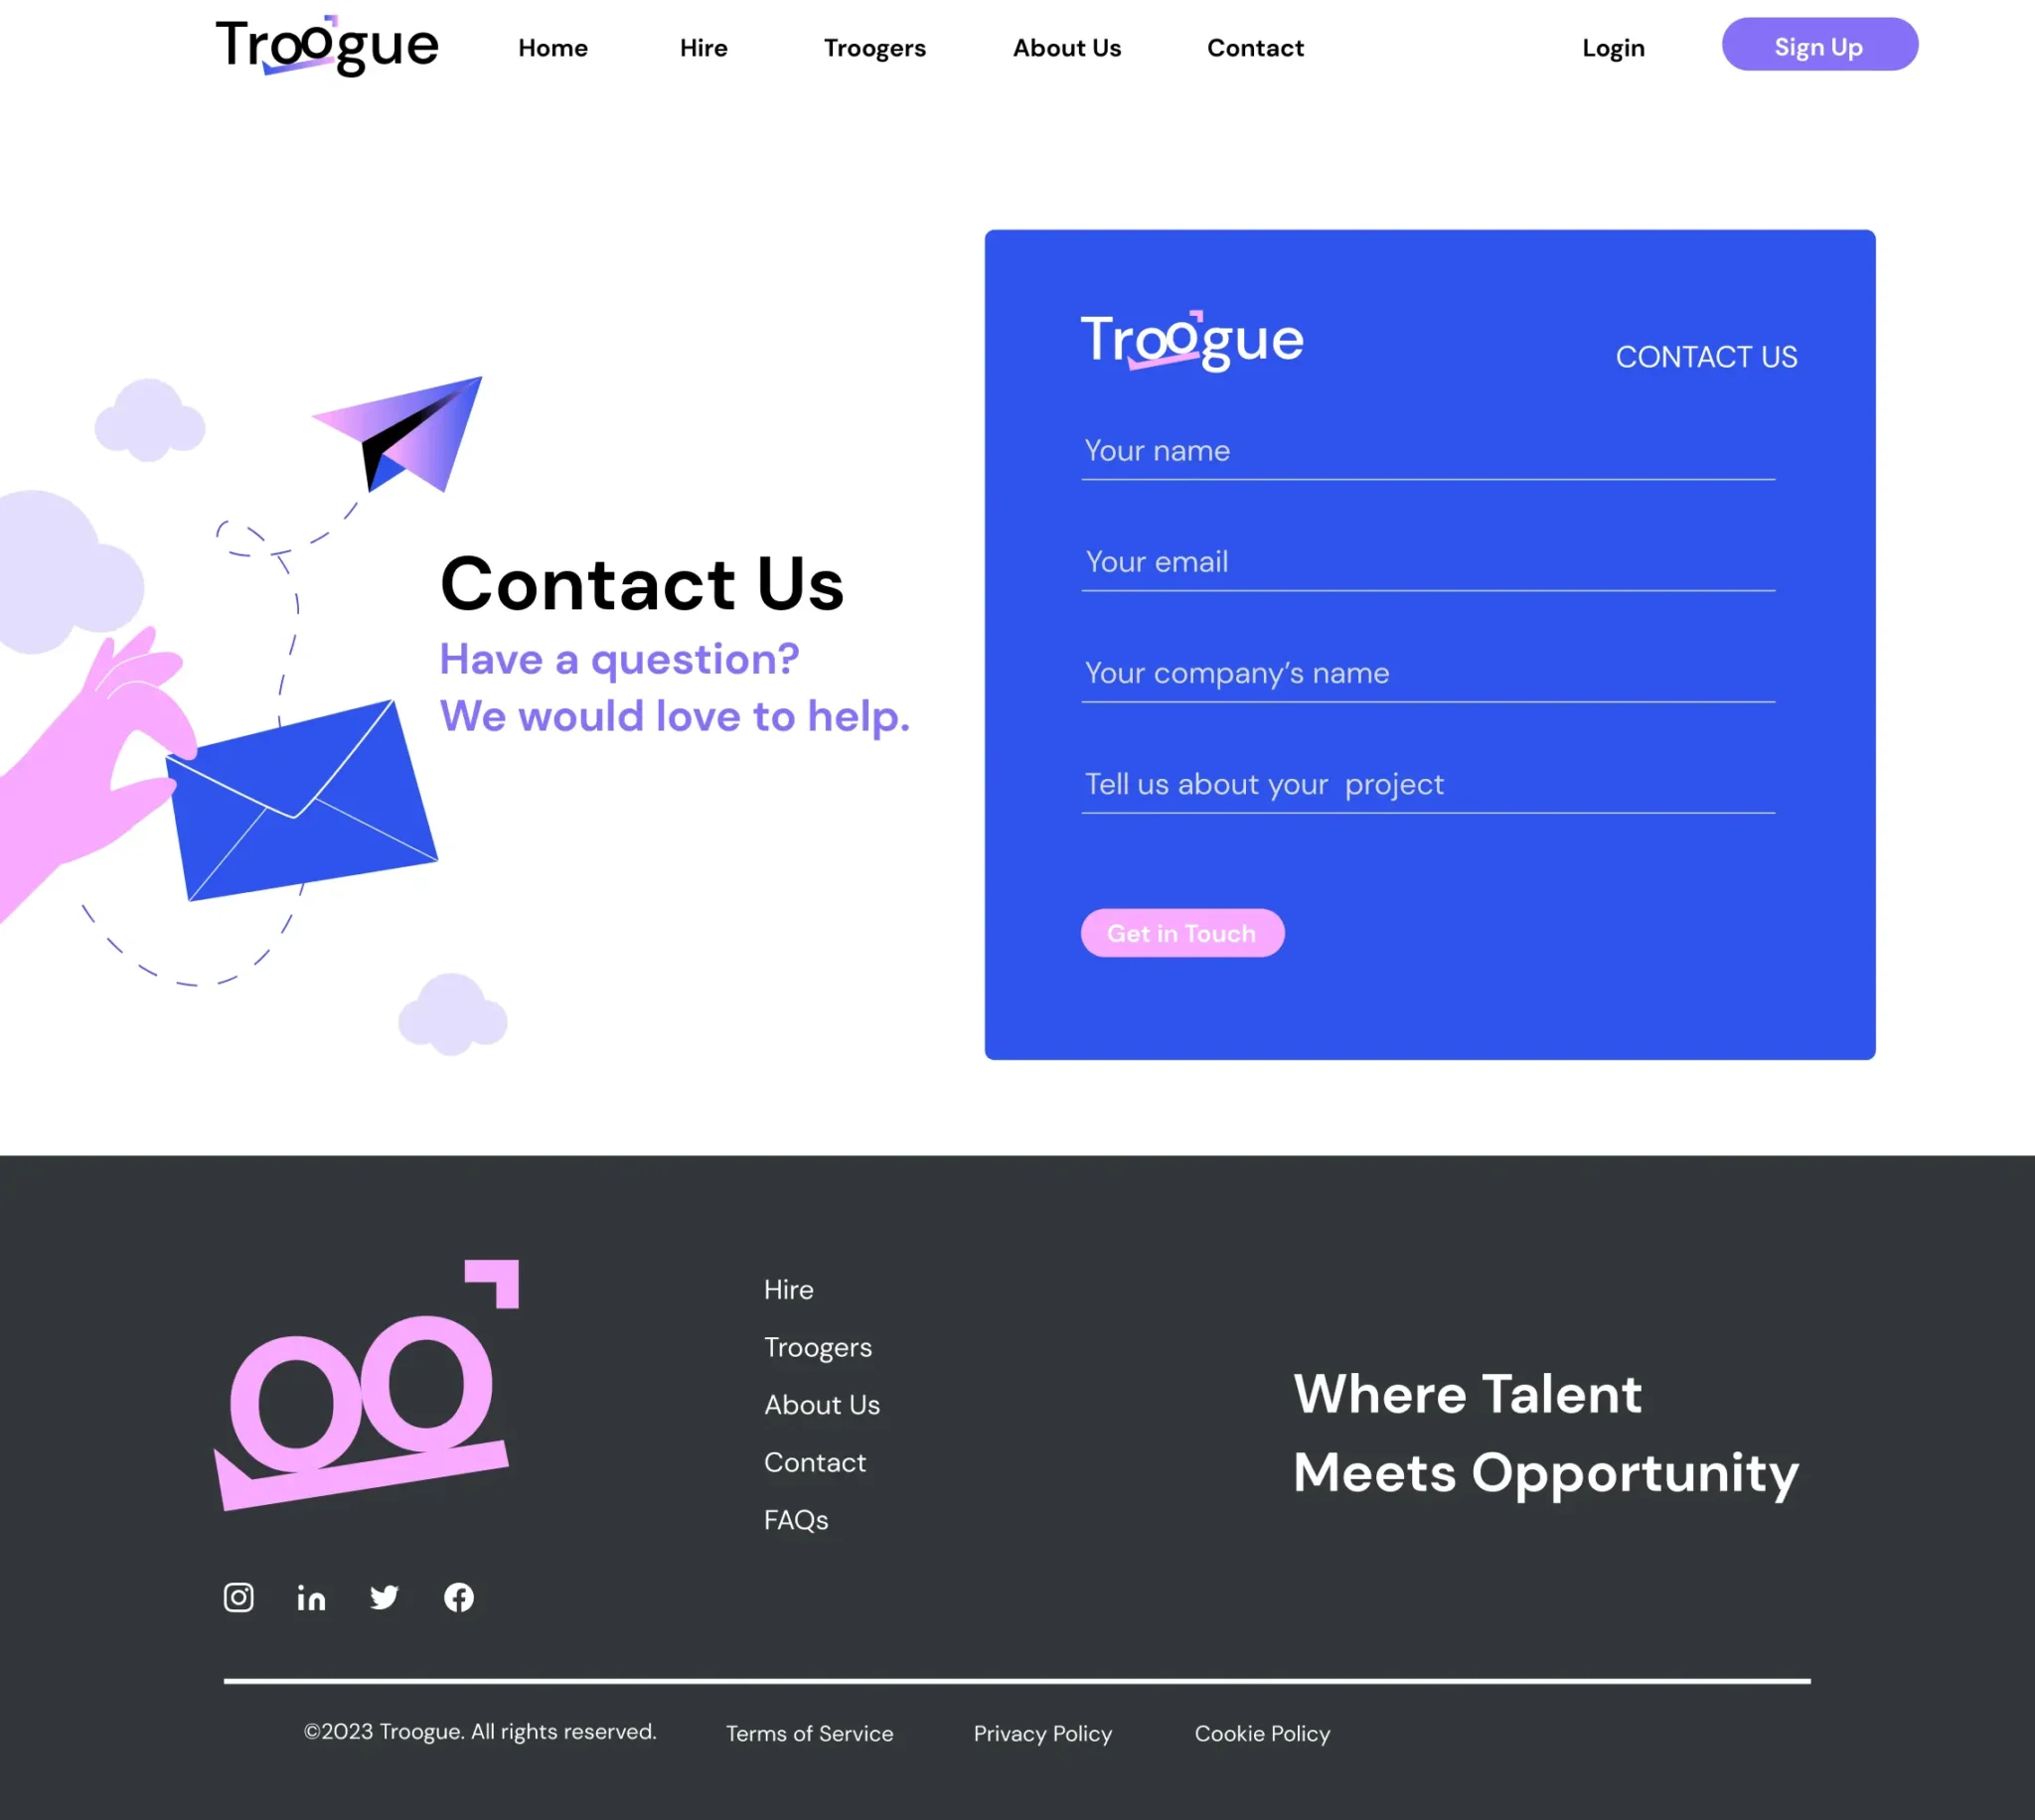 Troogue
Home
Hire
Troogers
About Us
Contact
Login
Sign Up
Contact Us
Have a question?
We would love to help.
Troogue
CONTACT US
Your name
Your email
Your company’s name
Tell us about your  project
Get in Touch
Hire
Troogers
About Us
Contact
FAQs
Where Talent
Meets Opportunity
©2023 Troogue. All rights reserved.
Terms of Service
Privacy Policy
Cookie Policy